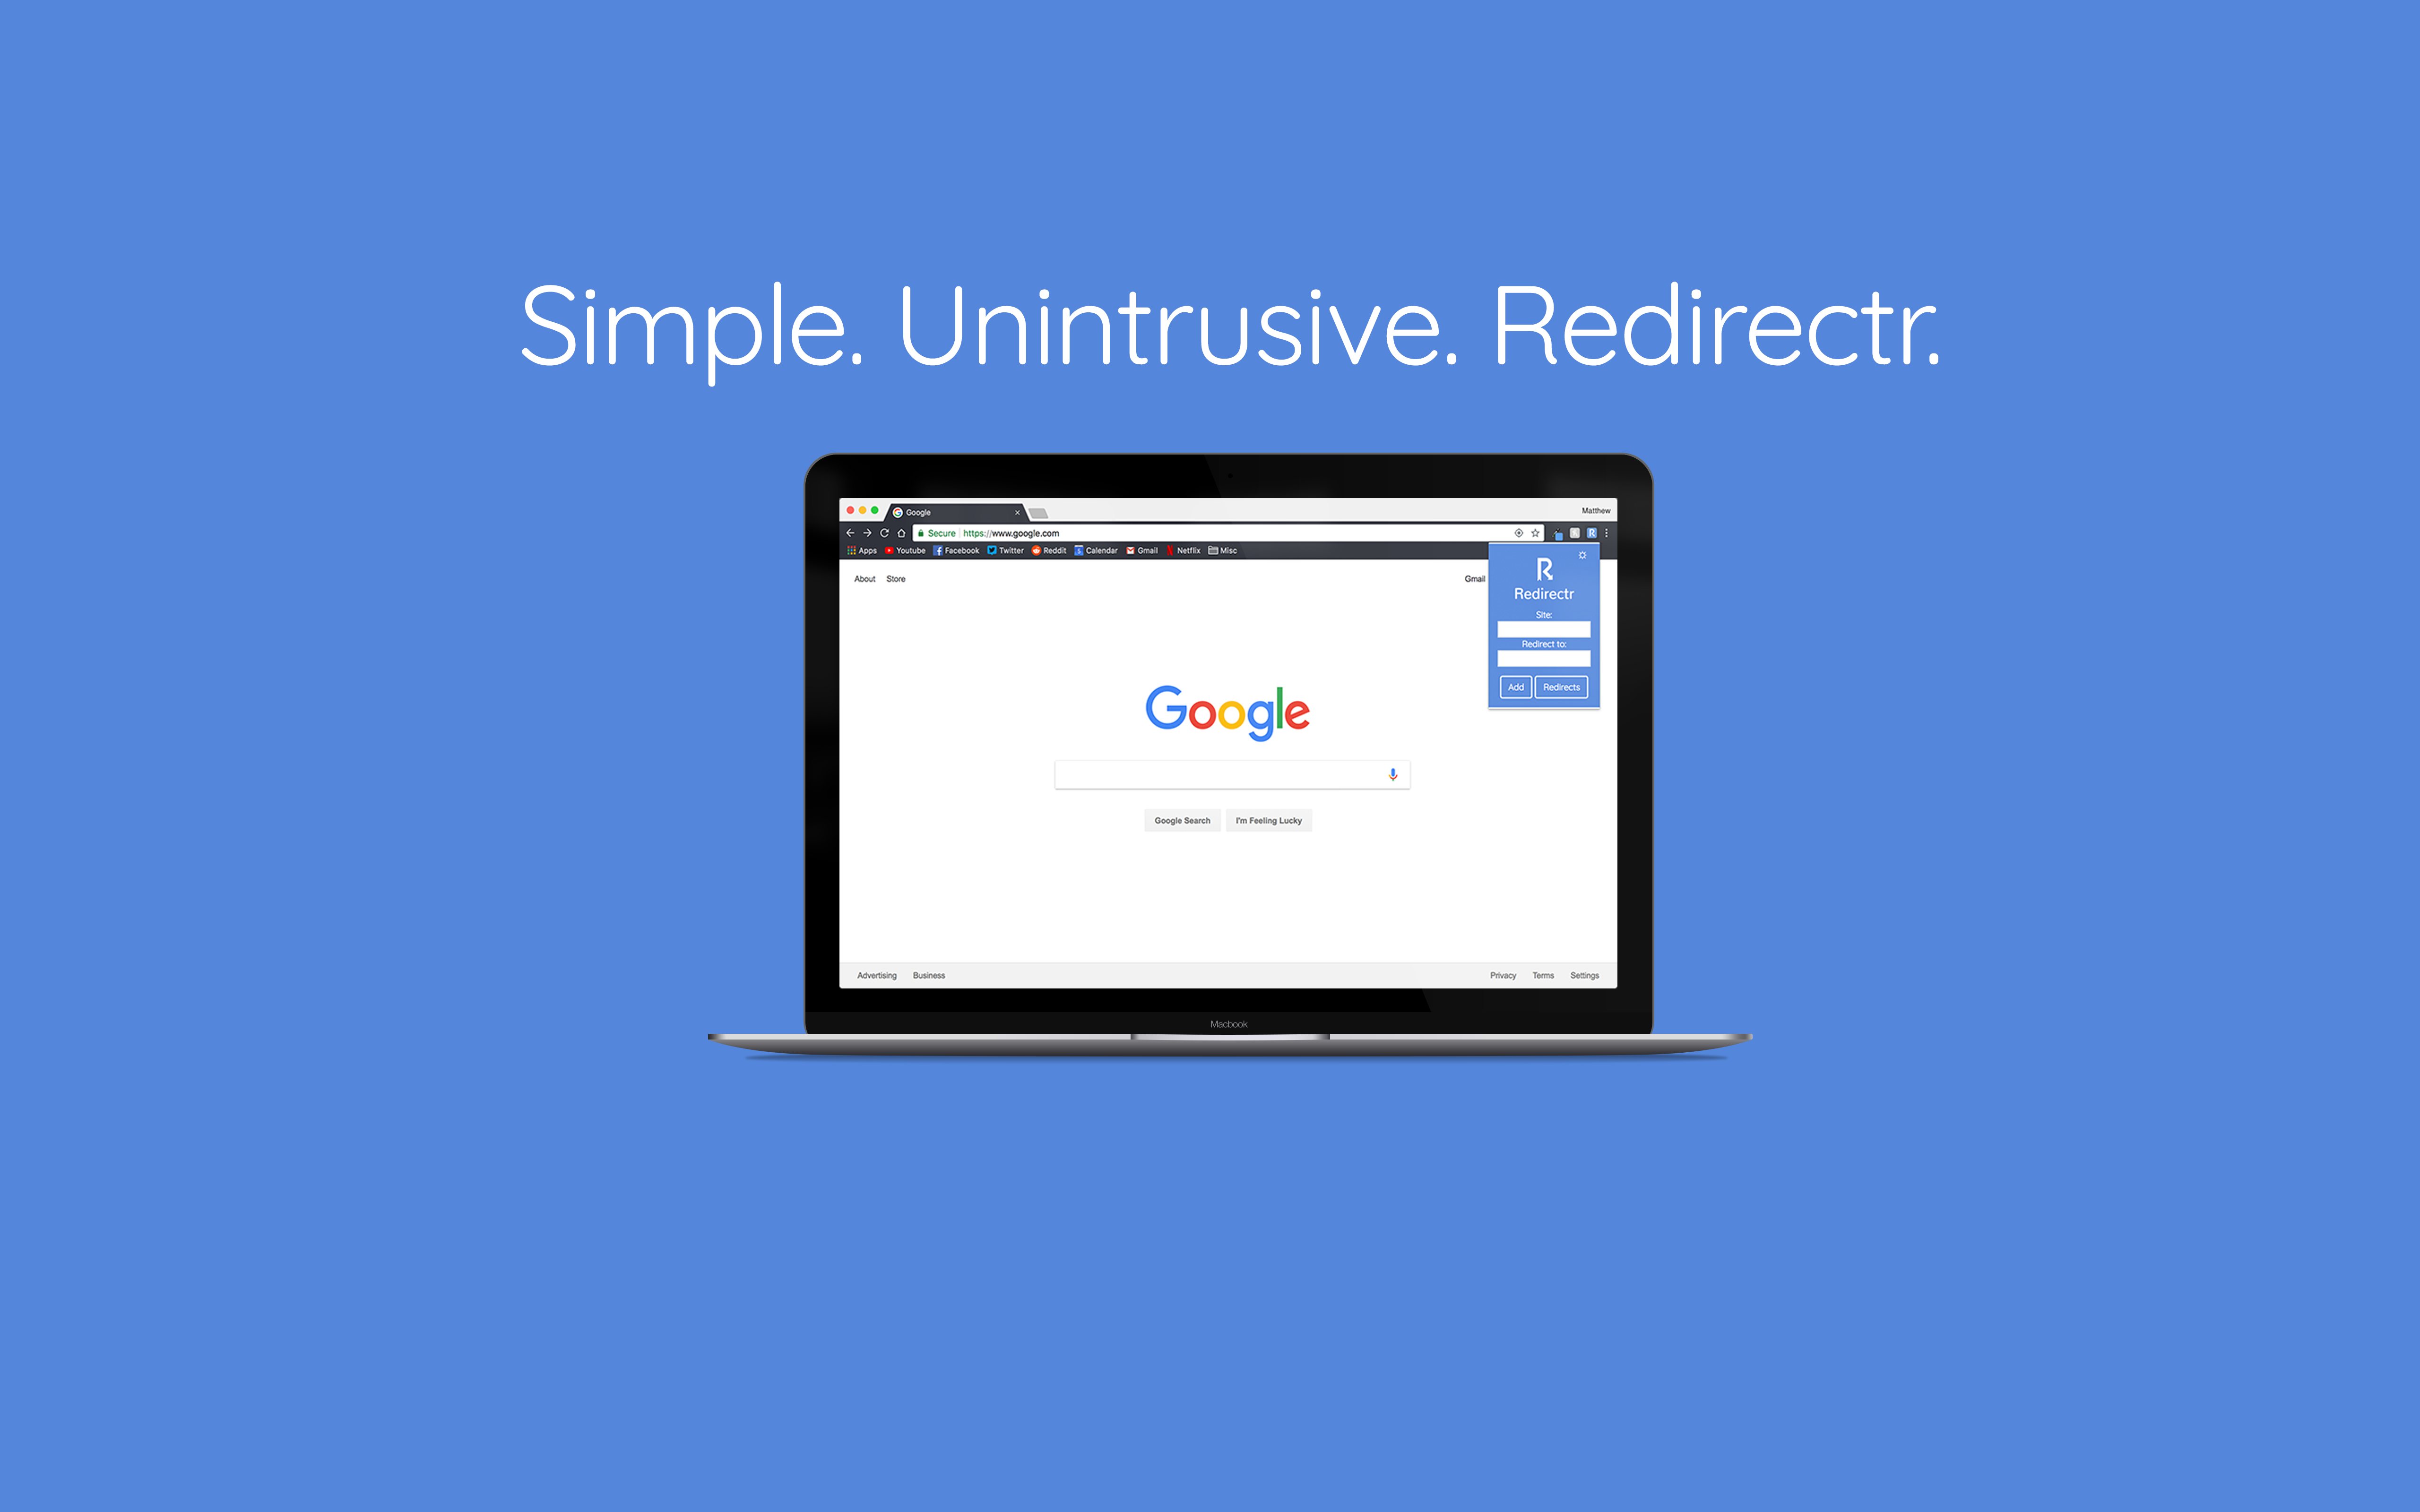 Simple. Unintrusive. Redirectr.
Google
Matthew
Secure https://www.google.com
R
Apps Youtube Facebook Twitter Reddit Calendar Gmail Netflix Misc
About Store Gmail
R
Redirectr
Site:
Redirect to:
Add Redirects
Google
Google Search I'm Feeling Lucky
Advertising Business Privacy Terms Settings
Macbook